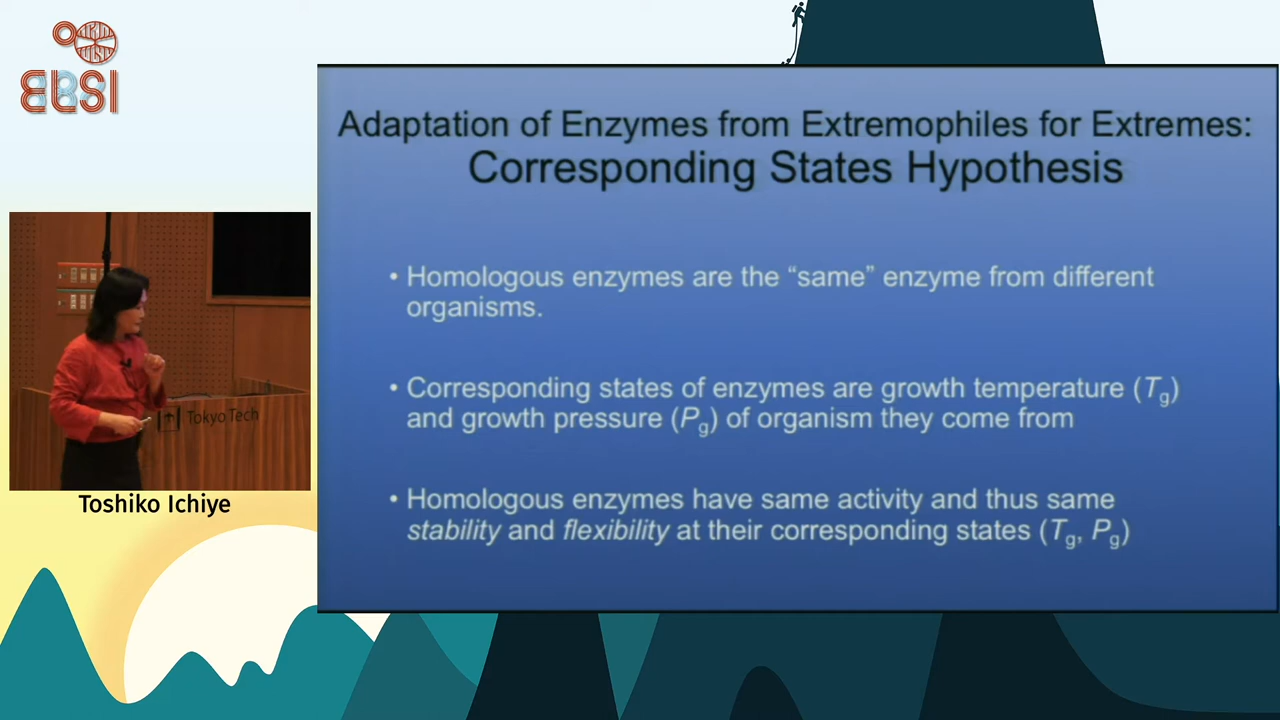 ELSI
Adaptation of Enzymes from Extremophiles for Extremes:
Corresponding States Hypothesis
• Homologous enzymes are the “same” enzyme from different
organisms.
• Corresponding states of enzymes are growth temperature (Tg)
and growth pressure (Pg) of organism they come from
• Homologous enzymes have same activity and thus same
stability and flexibility at their corresponding states (Tg, Pg)
Tokyo Tech
Toshiko Ichiye